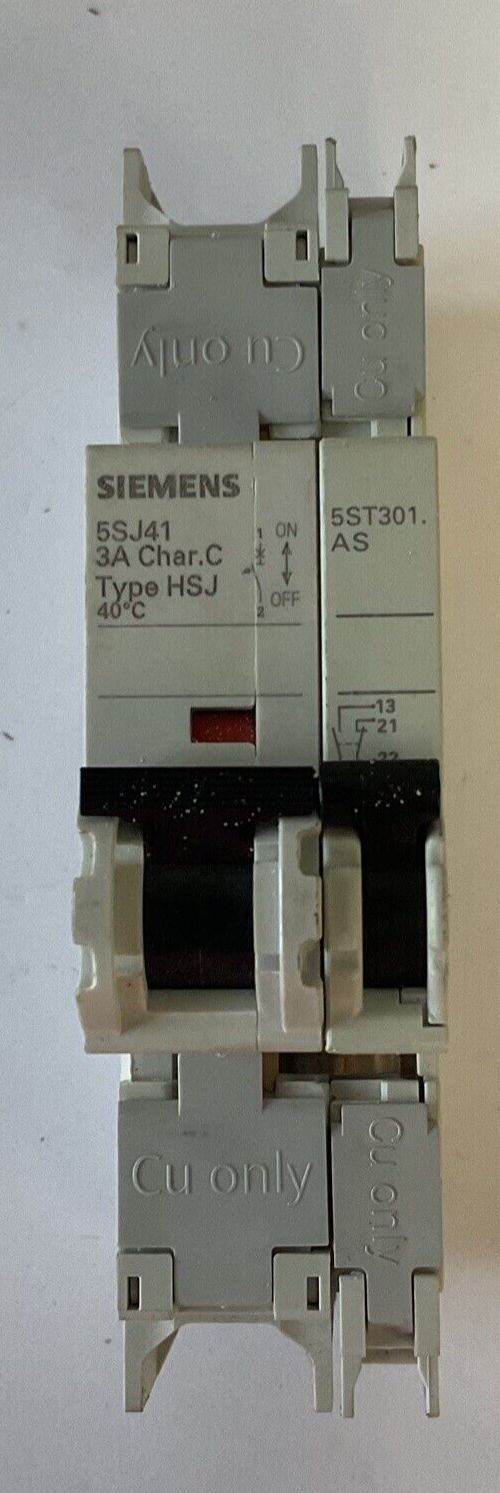 Cu only
Cu only
SIEMENS
5SJ41
3A Char.C
Type HSJ
40°C
1 ON
2 OFF
5ST301.
AS
13
21
22
Cu only
Cu only